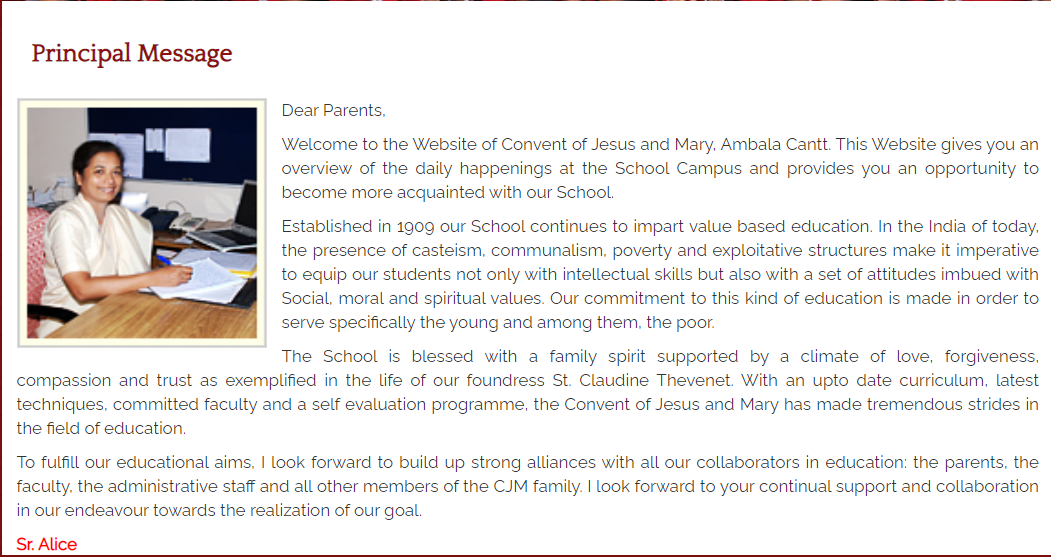 Principal Message
Dear Parents,
Welcome to the Website of Convent of Jesus and Mary, Ambala Cantt. This Website gives you an
overview of the daily happenings at the School Campus and provides you an opportunity to
become more acquainted with our School.
Established in 1909 our School continues to impart value based education. In the India of today,
the presence of casteism, communalism, poverty and exploitative structures make it imperative
to equip our students not only with intellectual skills but also with a set of attitudes imbued with
Social, moral and spiritual values. Our commitment to this kind of education is made in order to
serve specifically the young and among them, the poor.
The School is blessed with a family spirit supported by a climate of love, forgiveness,
compassion and trust as exemplified in the life of our foundress St. Claudine Thevenet. With an upto date curriculum, latest
techniques, committed faculty and a self evaluation programme, the Convent of Jesus and Mary has made tremendous strides in
the field of education.
To fulfill our educational aims, I look forward to build up strong alliances with all our collaborators in education: the parents, the
faculty, the administrative staff and all other members of the CJM family. I look forward to your continual support and collaboration
in our endeavour towards the realization of our goal.
Sr. Alice